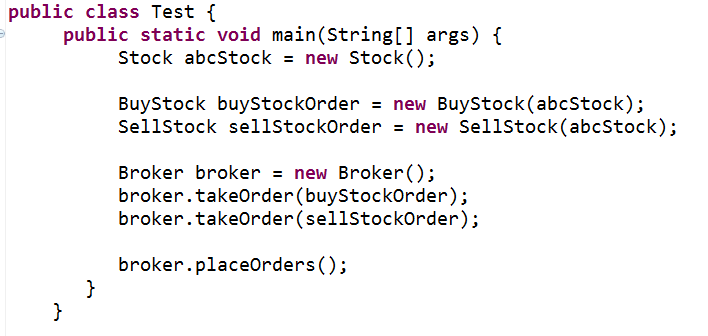 public class Test {
public static void main(String[] args) {
Stock abcStock = new Stock();
BuyStock buyStockOrder = new BuyStock(abcStock);
SellStock sellStockOrder = new SellStock(abcStock);
Broker broker = new Broker();
broker.takeOrder(buyStockOrder);
broker.takeOrder(sellStockOrder);
broker.placeOrders();
}
}